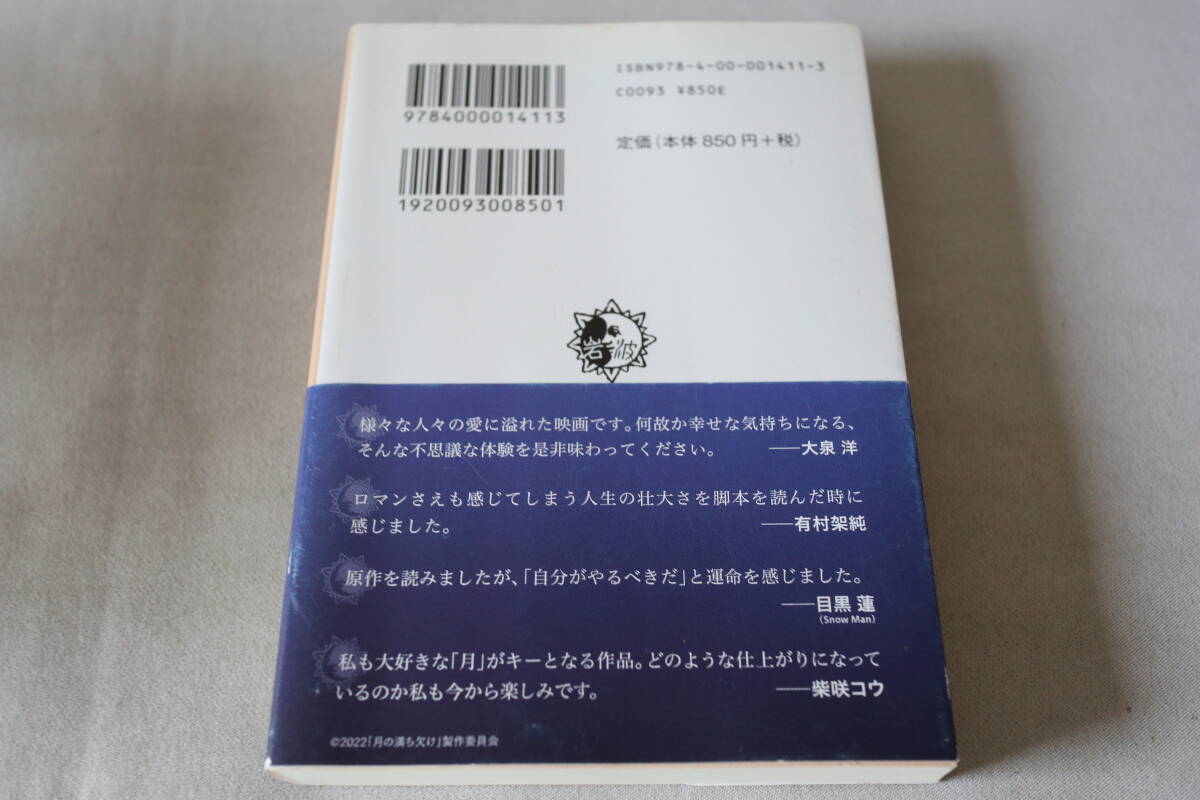 ISBN978-4-00-001411-3
C0093 ¥850E
定価(本体850円+税)
9784000014113
1920093008501
岩波
様々な人々の愛に溢れた映画です。何故か幸せな気持ちになる、
そんな不思議な体験を是非味わってください。 ――大泉 洋
ロマンさえも感じてしまう人生の壮大さを脚本を読んだ時に
感じました。 ――有村架純
原作を読みましたが、「自分がやるべきだ」と運命を感じました。
――目黒 蓮
(Snow Man)
私も大好きな「月」がキーとなる作品。どのような仕上がりになって
いるのか私も今から楽しみです。 ――柴咲コウ
©2022「月の満ち欠け」製作委員会